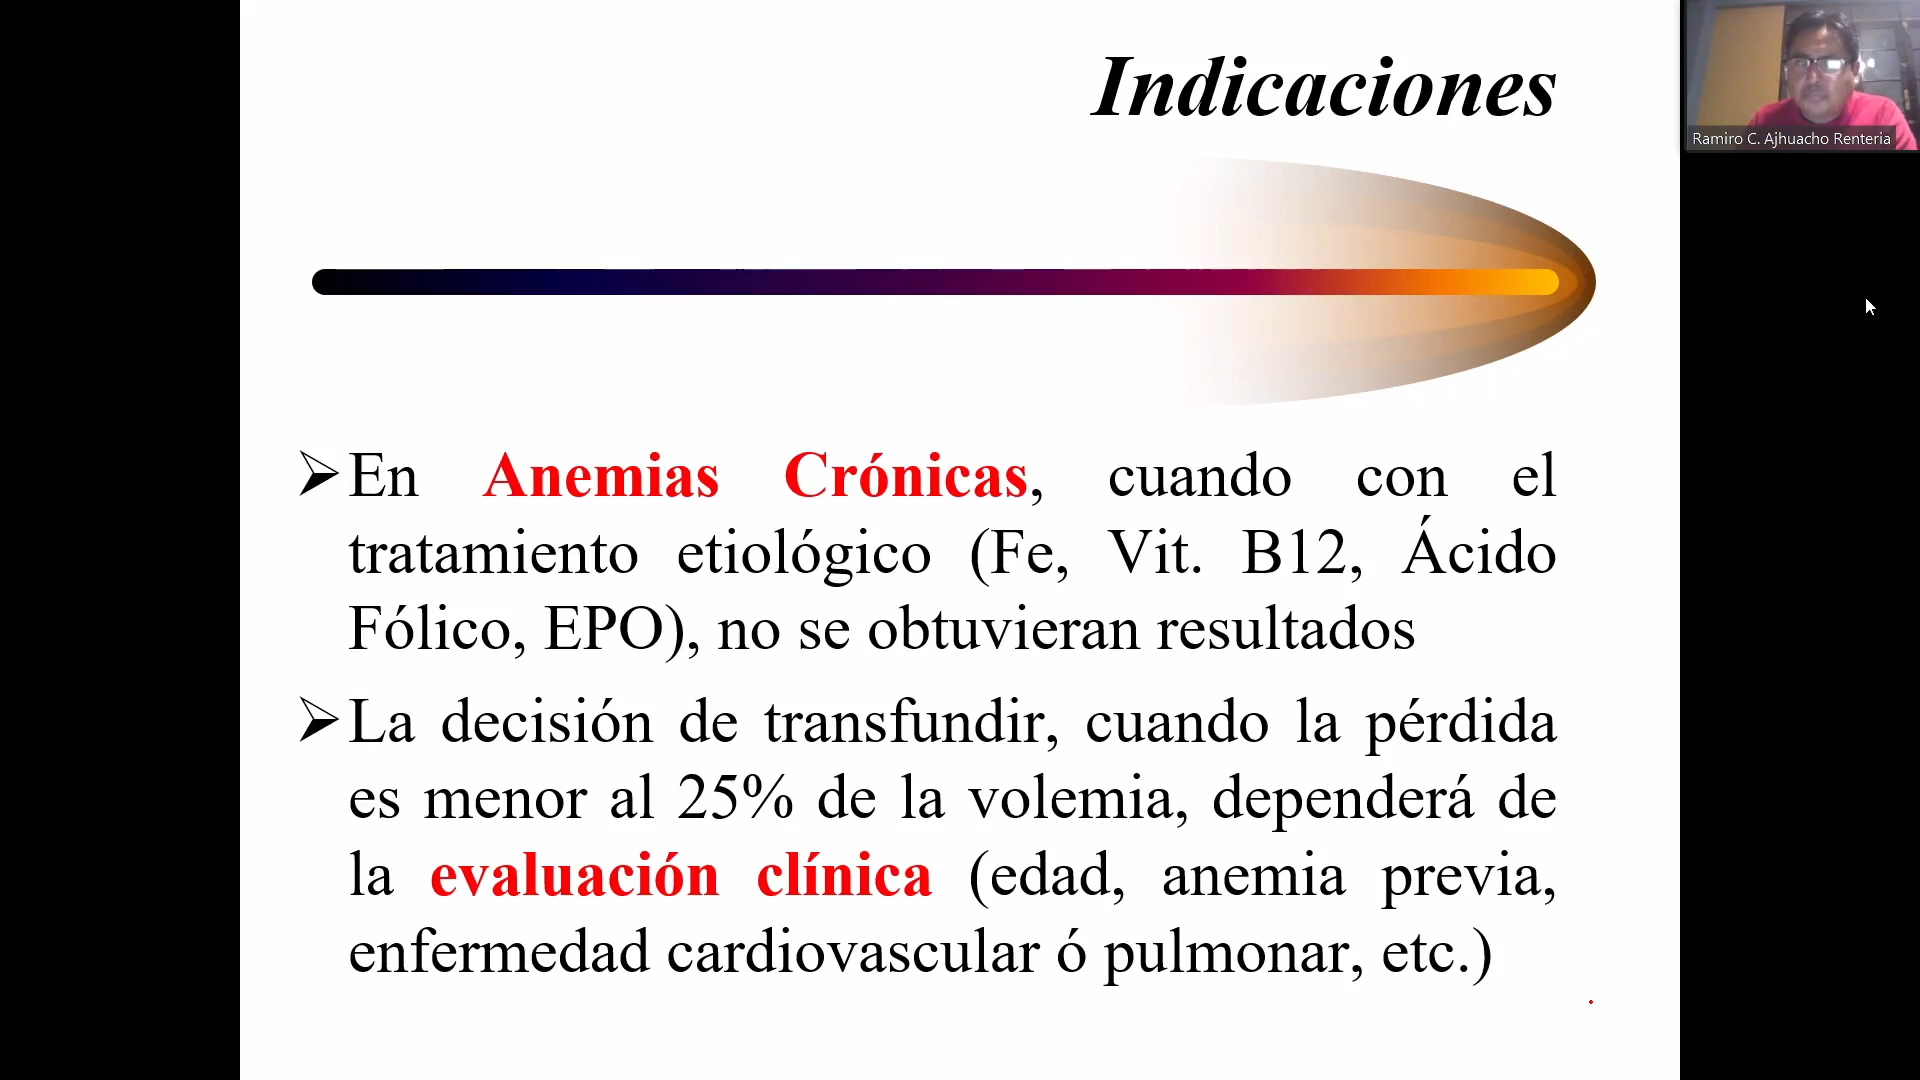 Indicaciones
Ramiro C. Ajhuacho Renteria
➢En Anemias Crónicas, cuando con el
tratamiento etiológico (Fe, Vit. B12, Ácido
Fólico, EPO), no se obtuvieran resultados
➢La decisión de transfundir, cuando la pérdida
es menor al 25% de la volemia, dependerá de
la evaluación clínica (edad, anemia previa,
enfermedad cardiovascular ó pulmonar, etc.)